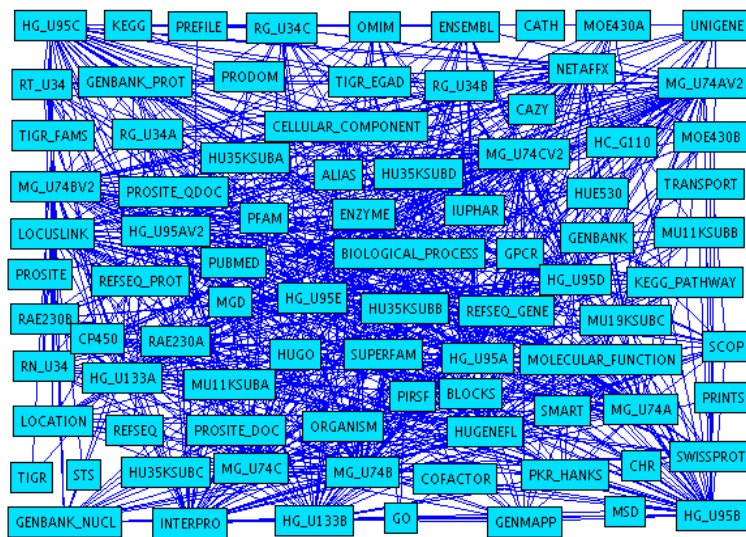 HG_U95C
KEGG
PREFILE
RG_U34C
OMIM
ENSEMBL
CATH
MOE430A
UNIGENE
RT_U34
GENBANK_PROT
PRODOM
TIGR_EGAD
RG_U34B
NETAFFX
MG_U74AV2
CAZY
TIGR_FAMS
RG_U34A
CELLULAR_COMPONENT
HC_G110
MOE430B
HU35KSUBA
MG_U74CV2
ALIAS
HU35KSUBD
MG_U74BV2
PROSITE_QDOC
HUE530
TRANSPORT
PFAM
ENZYME
IUPHAR
LOCUSLINK
HG_U95AV2
GENBANK
MU11KSUBB
PUBMED
BIOLOGICAL_PROCESS
GPCR
PROSITE
REFSEQ_PROT
HG_U95D
KEGG_PATHWAY
MGD
HG_U95E
HU35KSUBB
REFSEQ_GENE
RAE230B
MU19KSUBC
CP450
RAE230A
SCOP
RN_U34
HUGO
SUPERFAM
HG_U95A
MOLECULAR_FUNCTION
HG_U133A
MU11KSUBA
PIRSF
BLOCKS
PRINTS
LOCATION
SMART
MG_U74A
REFSEQ
PROSITE_DOC
ORGANISM
HUGENEFL
SWISSPROT
TIGR
STS
HU35KSUBC
MG_U74C
MG_U74B
COFACTOR
PKR_HANKS
CHR
GENBANK_NUCL
INTERPRO
HG_U133B
GO
GENMAPP
MSD
HG_U95B